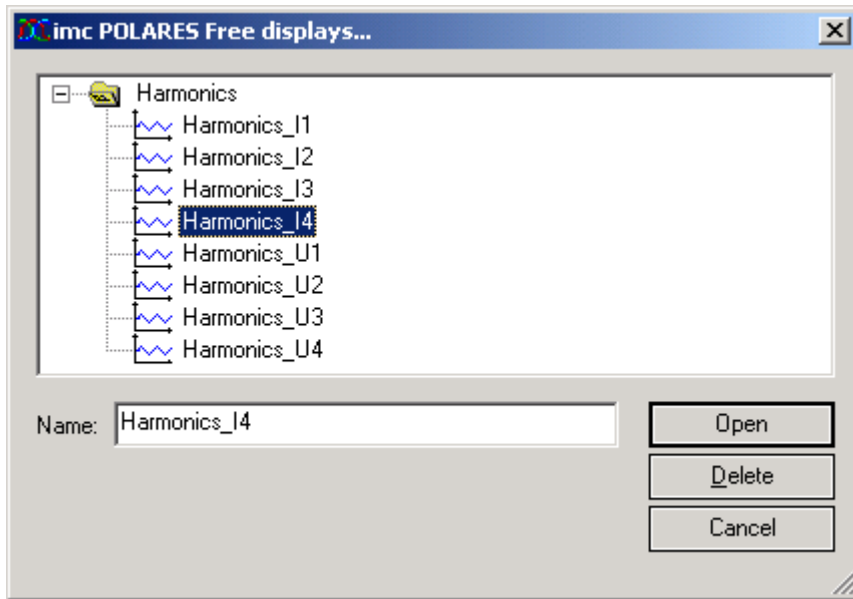 imc POLARES Free displays...
Harmonics
Harmonics_I1
Harmonics_I2
Harmonics_I3
Harmonics_I4
Harmonics_U1
Harmonics_U2
Harmonics_U3
Harmonics_U4
Name: Harmonics_I4
Open
Delete
Cancel